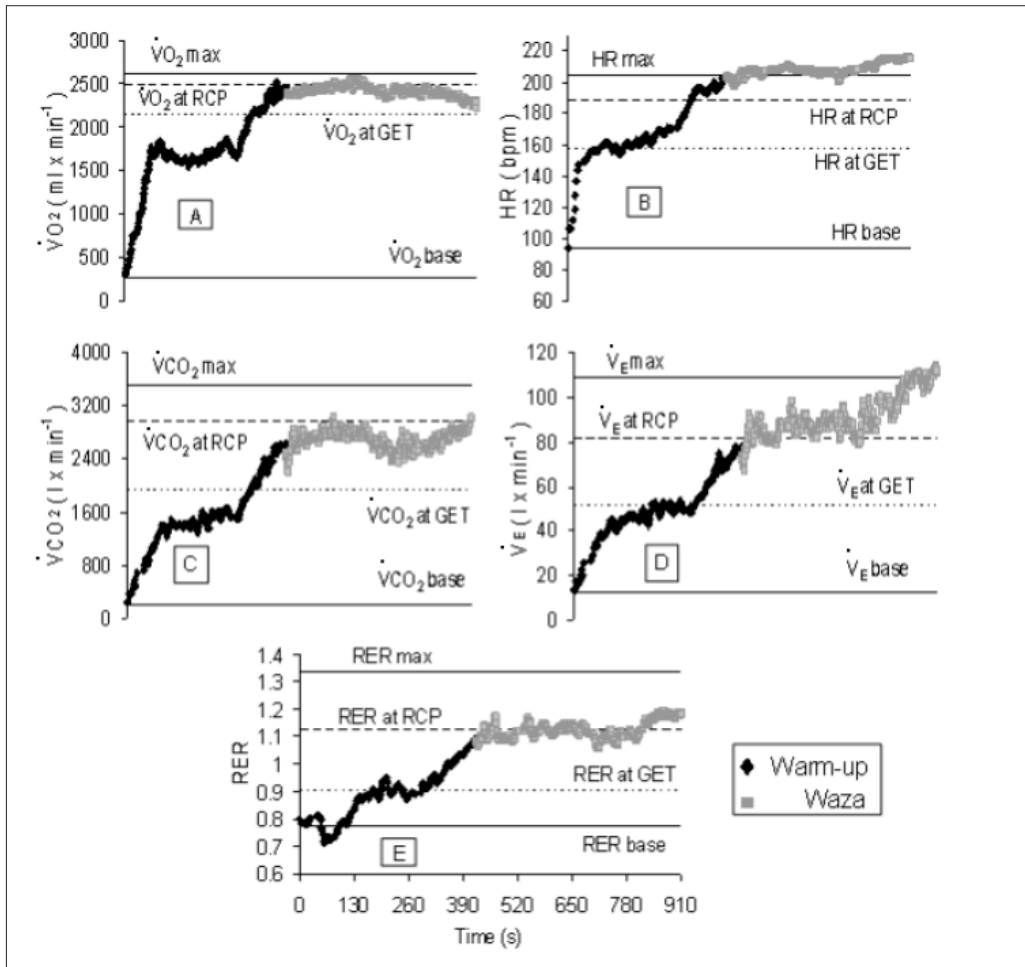 3000
2500
2000
1500
1000
500
0
V̇O2 (ml x min-1)
V̇O2 max
V̇O2 at RCP
V̇O2 at GET
A
V̇O2 base
220
200
180
160
140
120
100
80
60
HR (bpm)
HR max
HR at RCP
HR at GET
B
HR base
4000
3200
2400
1600
800
0
V̇CO2 (l x min-1)
V̇CO2 max
V̇CO2 at RCP
V̇CO2 at GET
C
V̇CO2 base
120
100
80
60
40
20
0
V̇E (l x min-1)
V̇E max
V̇E at RCP
V̇E at GET
D
V̇E base
1.4
1.3
1.2
1.1
1
0.9
0.8
0.7
0.6
RER
RER max
RER at RCP
RER at GET
RER base
E
0 130 260 390 520 650 780 910
Time (s)
Warm-up
Waza